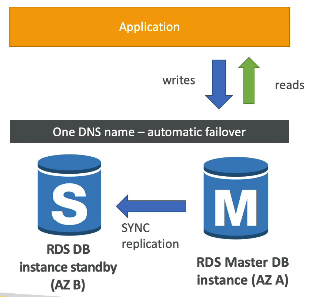 Application
writes
reads
One DNS name – automatic failover
S
M
SYNC
replication
RDS DB
instance standby
(AZ B)
RDS Master DB
instance (AZ A)